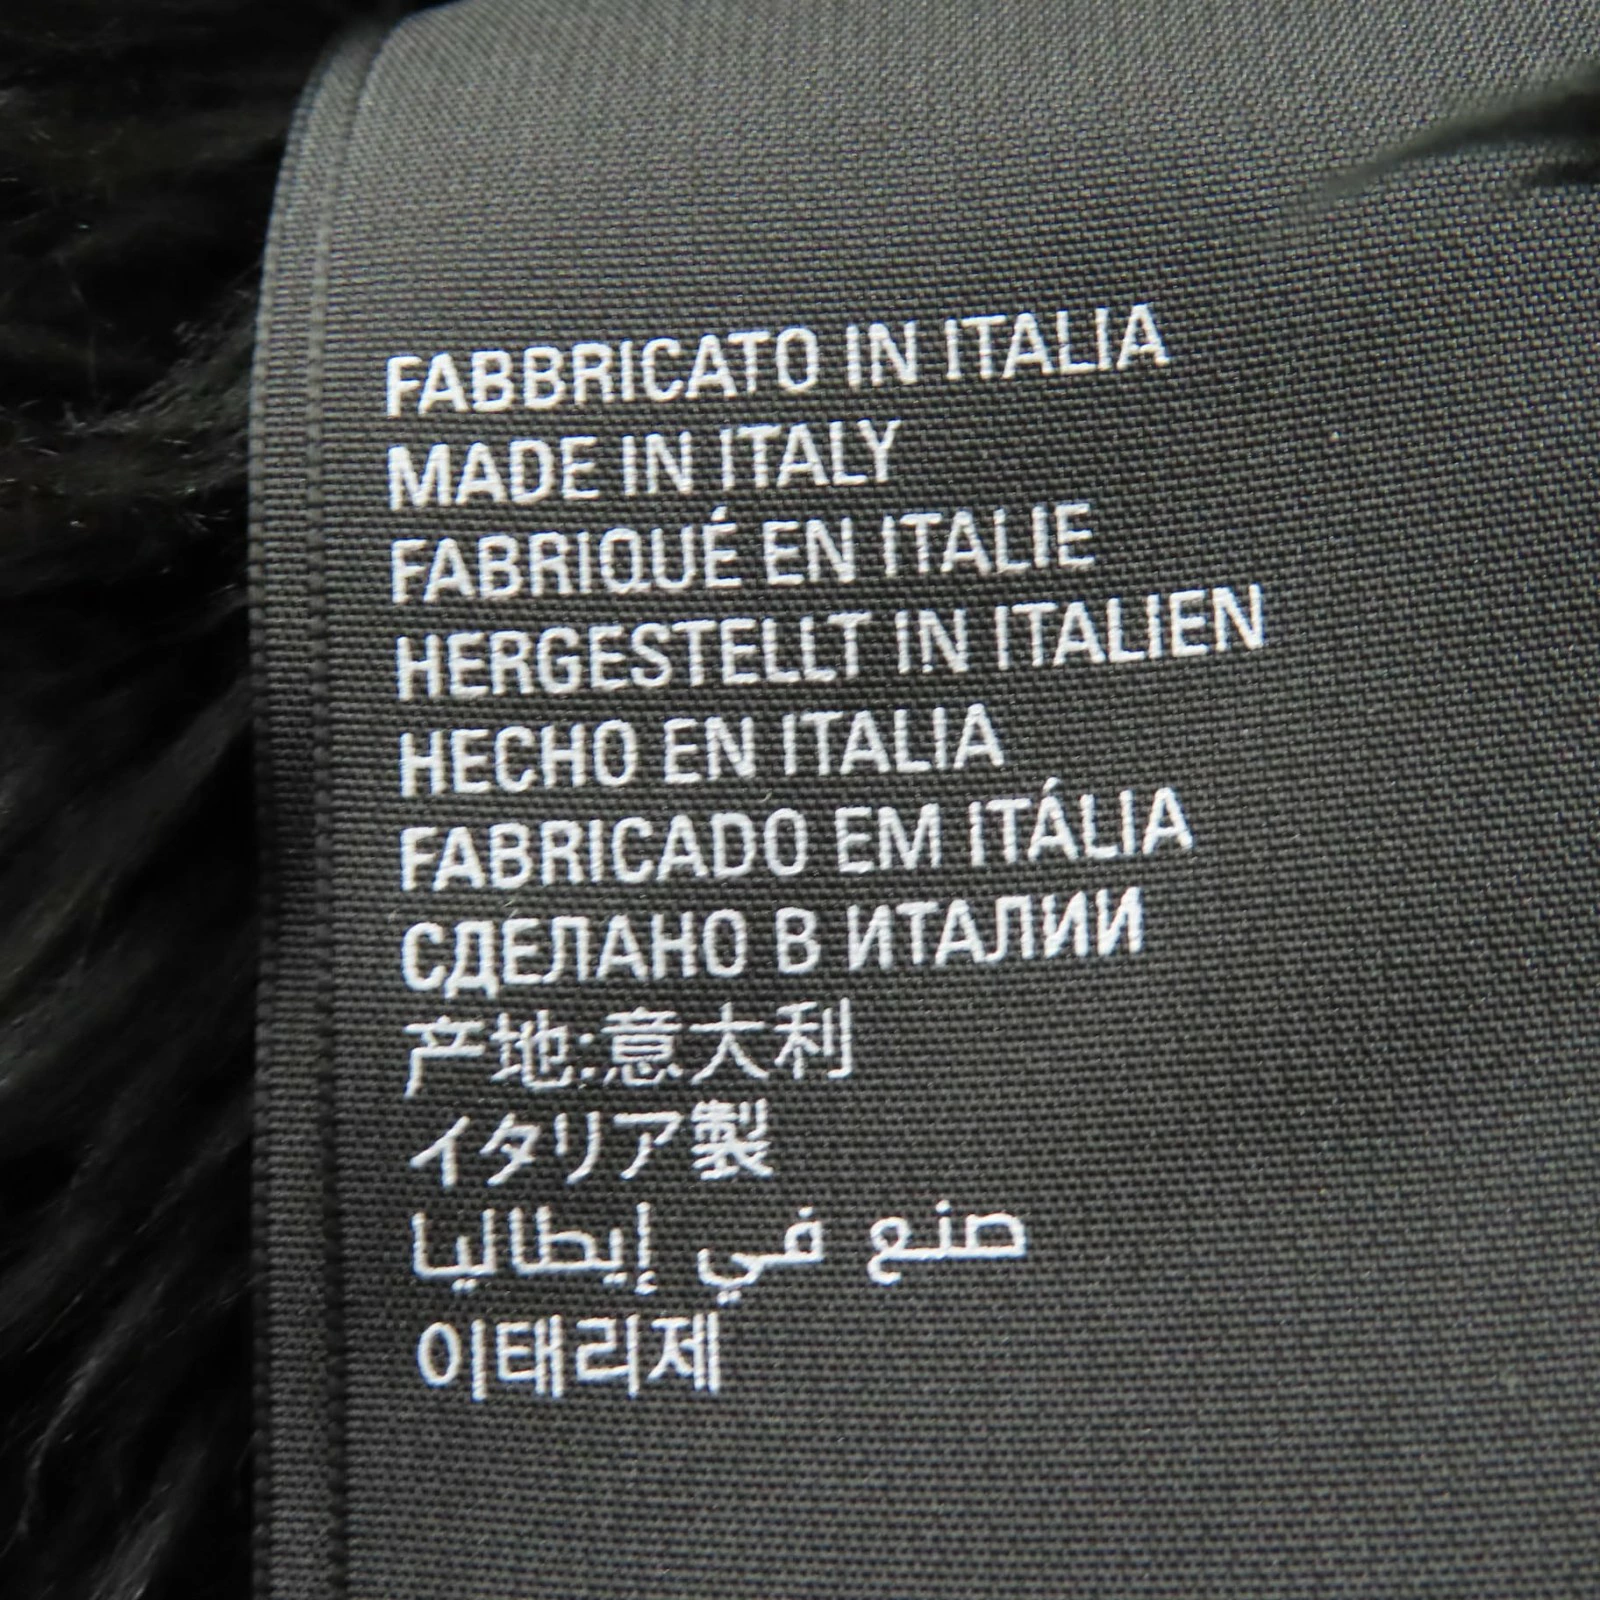 FABBRICATO IN ITALIA
MADE IN ITALY
FABRIQUÉ EN ITALIE
HERGESTELLT IN ITALIEN
HECHO EN ITALIA
FABRICADO EM ITÁLIA
СДЕЛАНО В ИТАЛИИ
产地:意大利
イタリア製
صنع في إيطاليا
이태리제